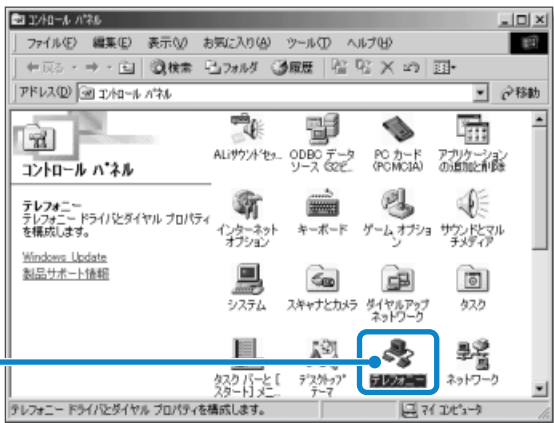 コントロール パネル
ファイル(F) 編集(E) 表示(V) お気に入り(A) ツール(T) ヘルプ(H)
戻る 検索 フォルダ 履歴
アドレス(D) コントロール パネル 移動
コントロール パネル
テレフォニー
テレフォニー ドライバとダイヤル プロパティ
を構成します。
Windows Update
製品サポート情報
ALiサウンドセッ...
ODBC データ
ソース (32ビ...
PC カード
(PCMCIA)
アプリケーション
の追加と削除
インターネット
オプション
キーボード
ゲーム オプショ
ン
サウンドとマル
チメディア
システム
スキャナとカメラ
ダイヤルアップ
ネットワーク
タスク
タスク バーと [
スタート] メニ...
デスクトップ
テーマ
テレフォニー
ネットワーク
テレフォニー ドライバとダイヤル プロパティを構成します。
マイ コンピュータ